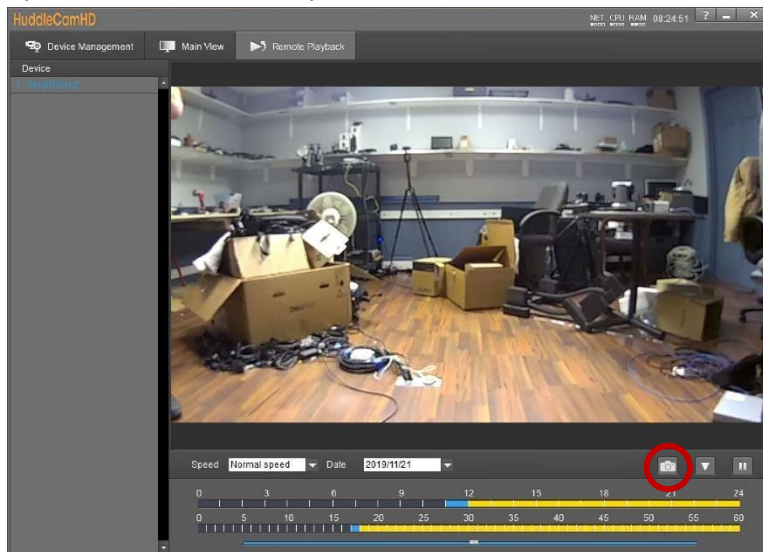 HuddleCamHD
NET CPU RAM 08:24:51 ? – ×
Device Management Main View Remote Playback
Device
Speed Normal speed Date 2019/11/21
0 3 6 9 12 15 18 21 24
0 5 10 15 20 25 30 35 40 45 50 55 60